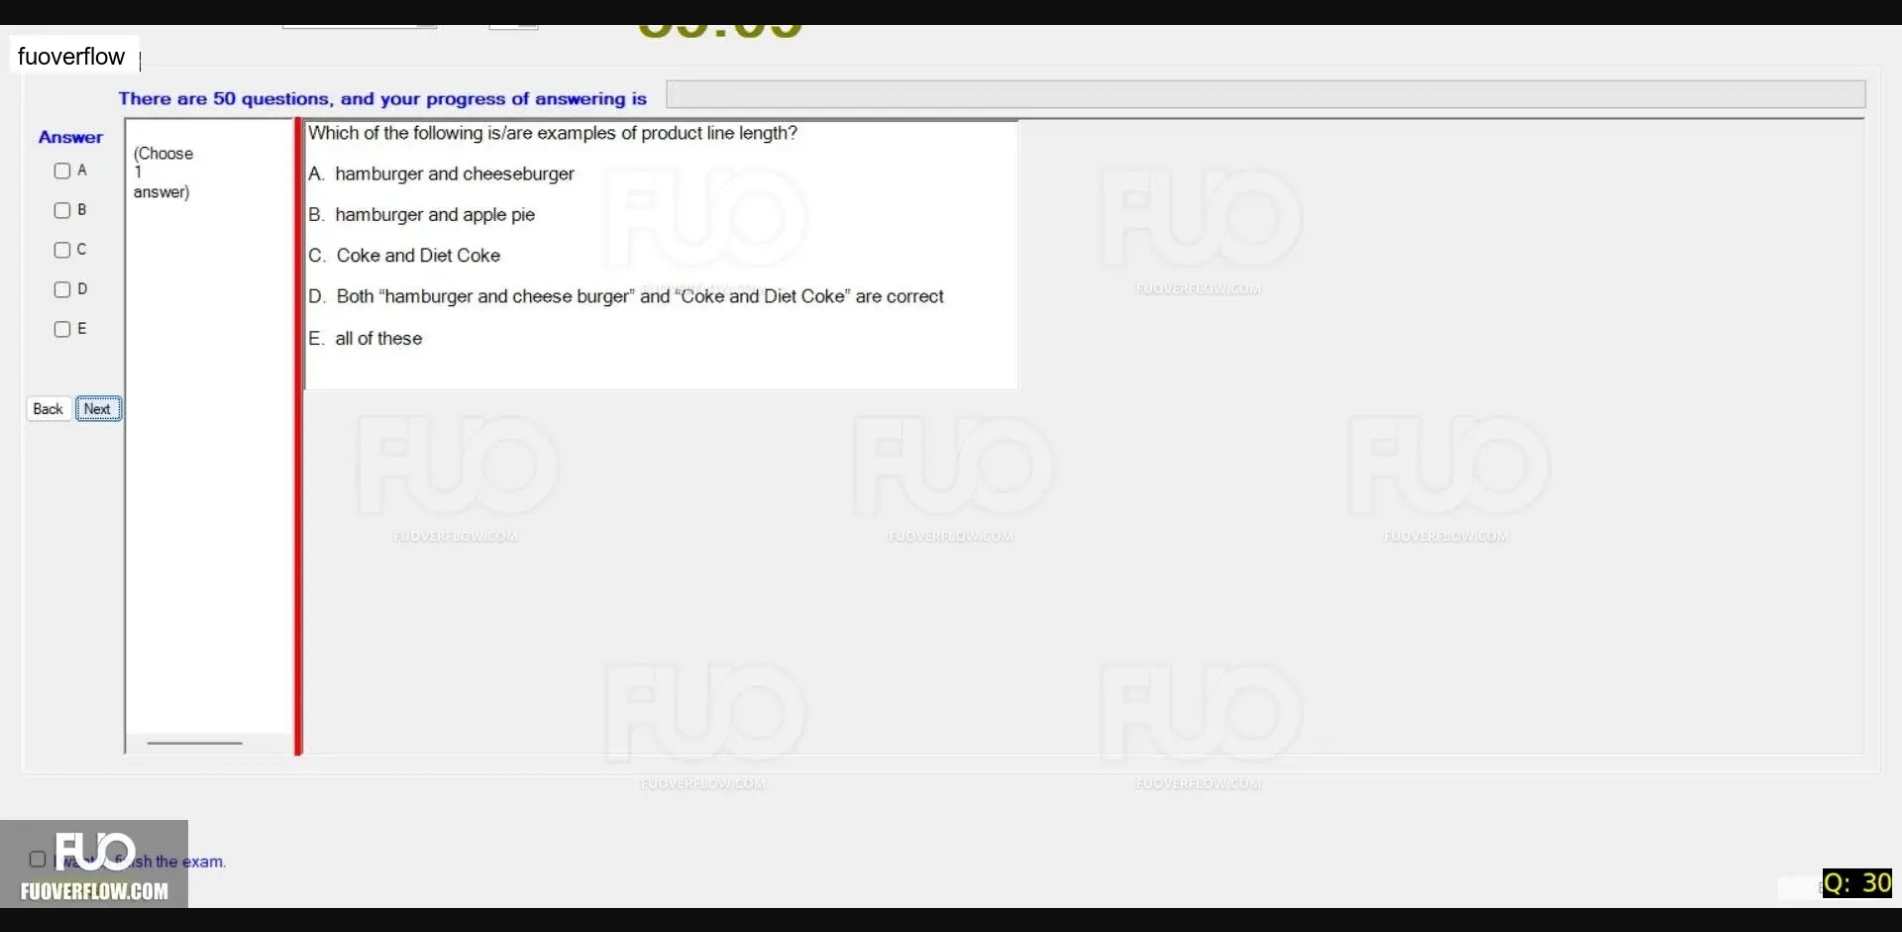 fuoverflow
There are 50 questions, and your progress of answering is
Answer
A
B
C
D
E
Back Next
(Choose
1
answer)
Which of the following is/are examples of product line length?
A. hamburger and cheeseburger
B. hamburger and apple pie
C. Coke and Diet Coke
D. Both “hamburger and cheese burger” and “Coke and Diet Coke” are correct
E. all of these
FUO
FUOVERFLOW.COM
FUO
FUOVERFLOW.COM
FUO
FUOVERFLOW.COM
FUO
FUOVERFLOW.COM
FUO
FUOVERFLOW.COM
FUO
FUOVERFLOW.COM
FUO
FUOVERFLOW.COM
the exam.
FUO
FUOVERFLOW.COM
Q: 30